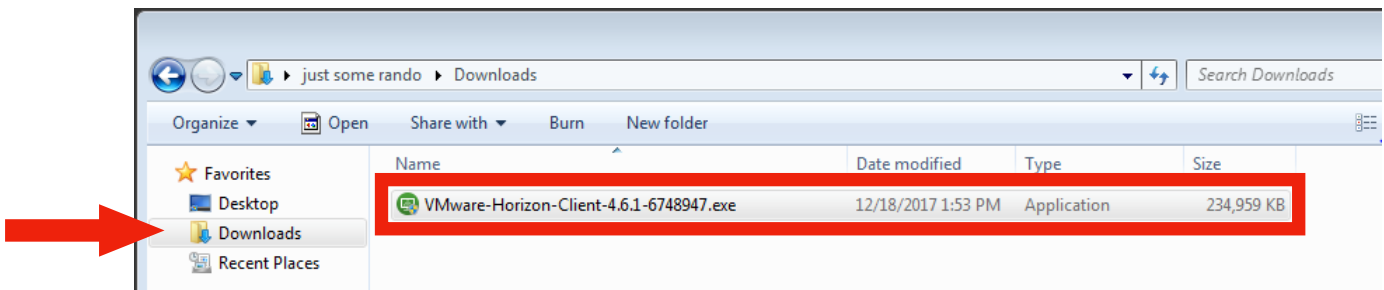 just some rando Downloads Search Downloads
Organize Open Share with Burn New folder
Favorites
Desktop
Downloads
Recent Places
Name Date modified Type Size
VMware-Horizon-Client-4.6.1-6748947.exe 12/18/2017 1:53 PM Application 234,959 KB